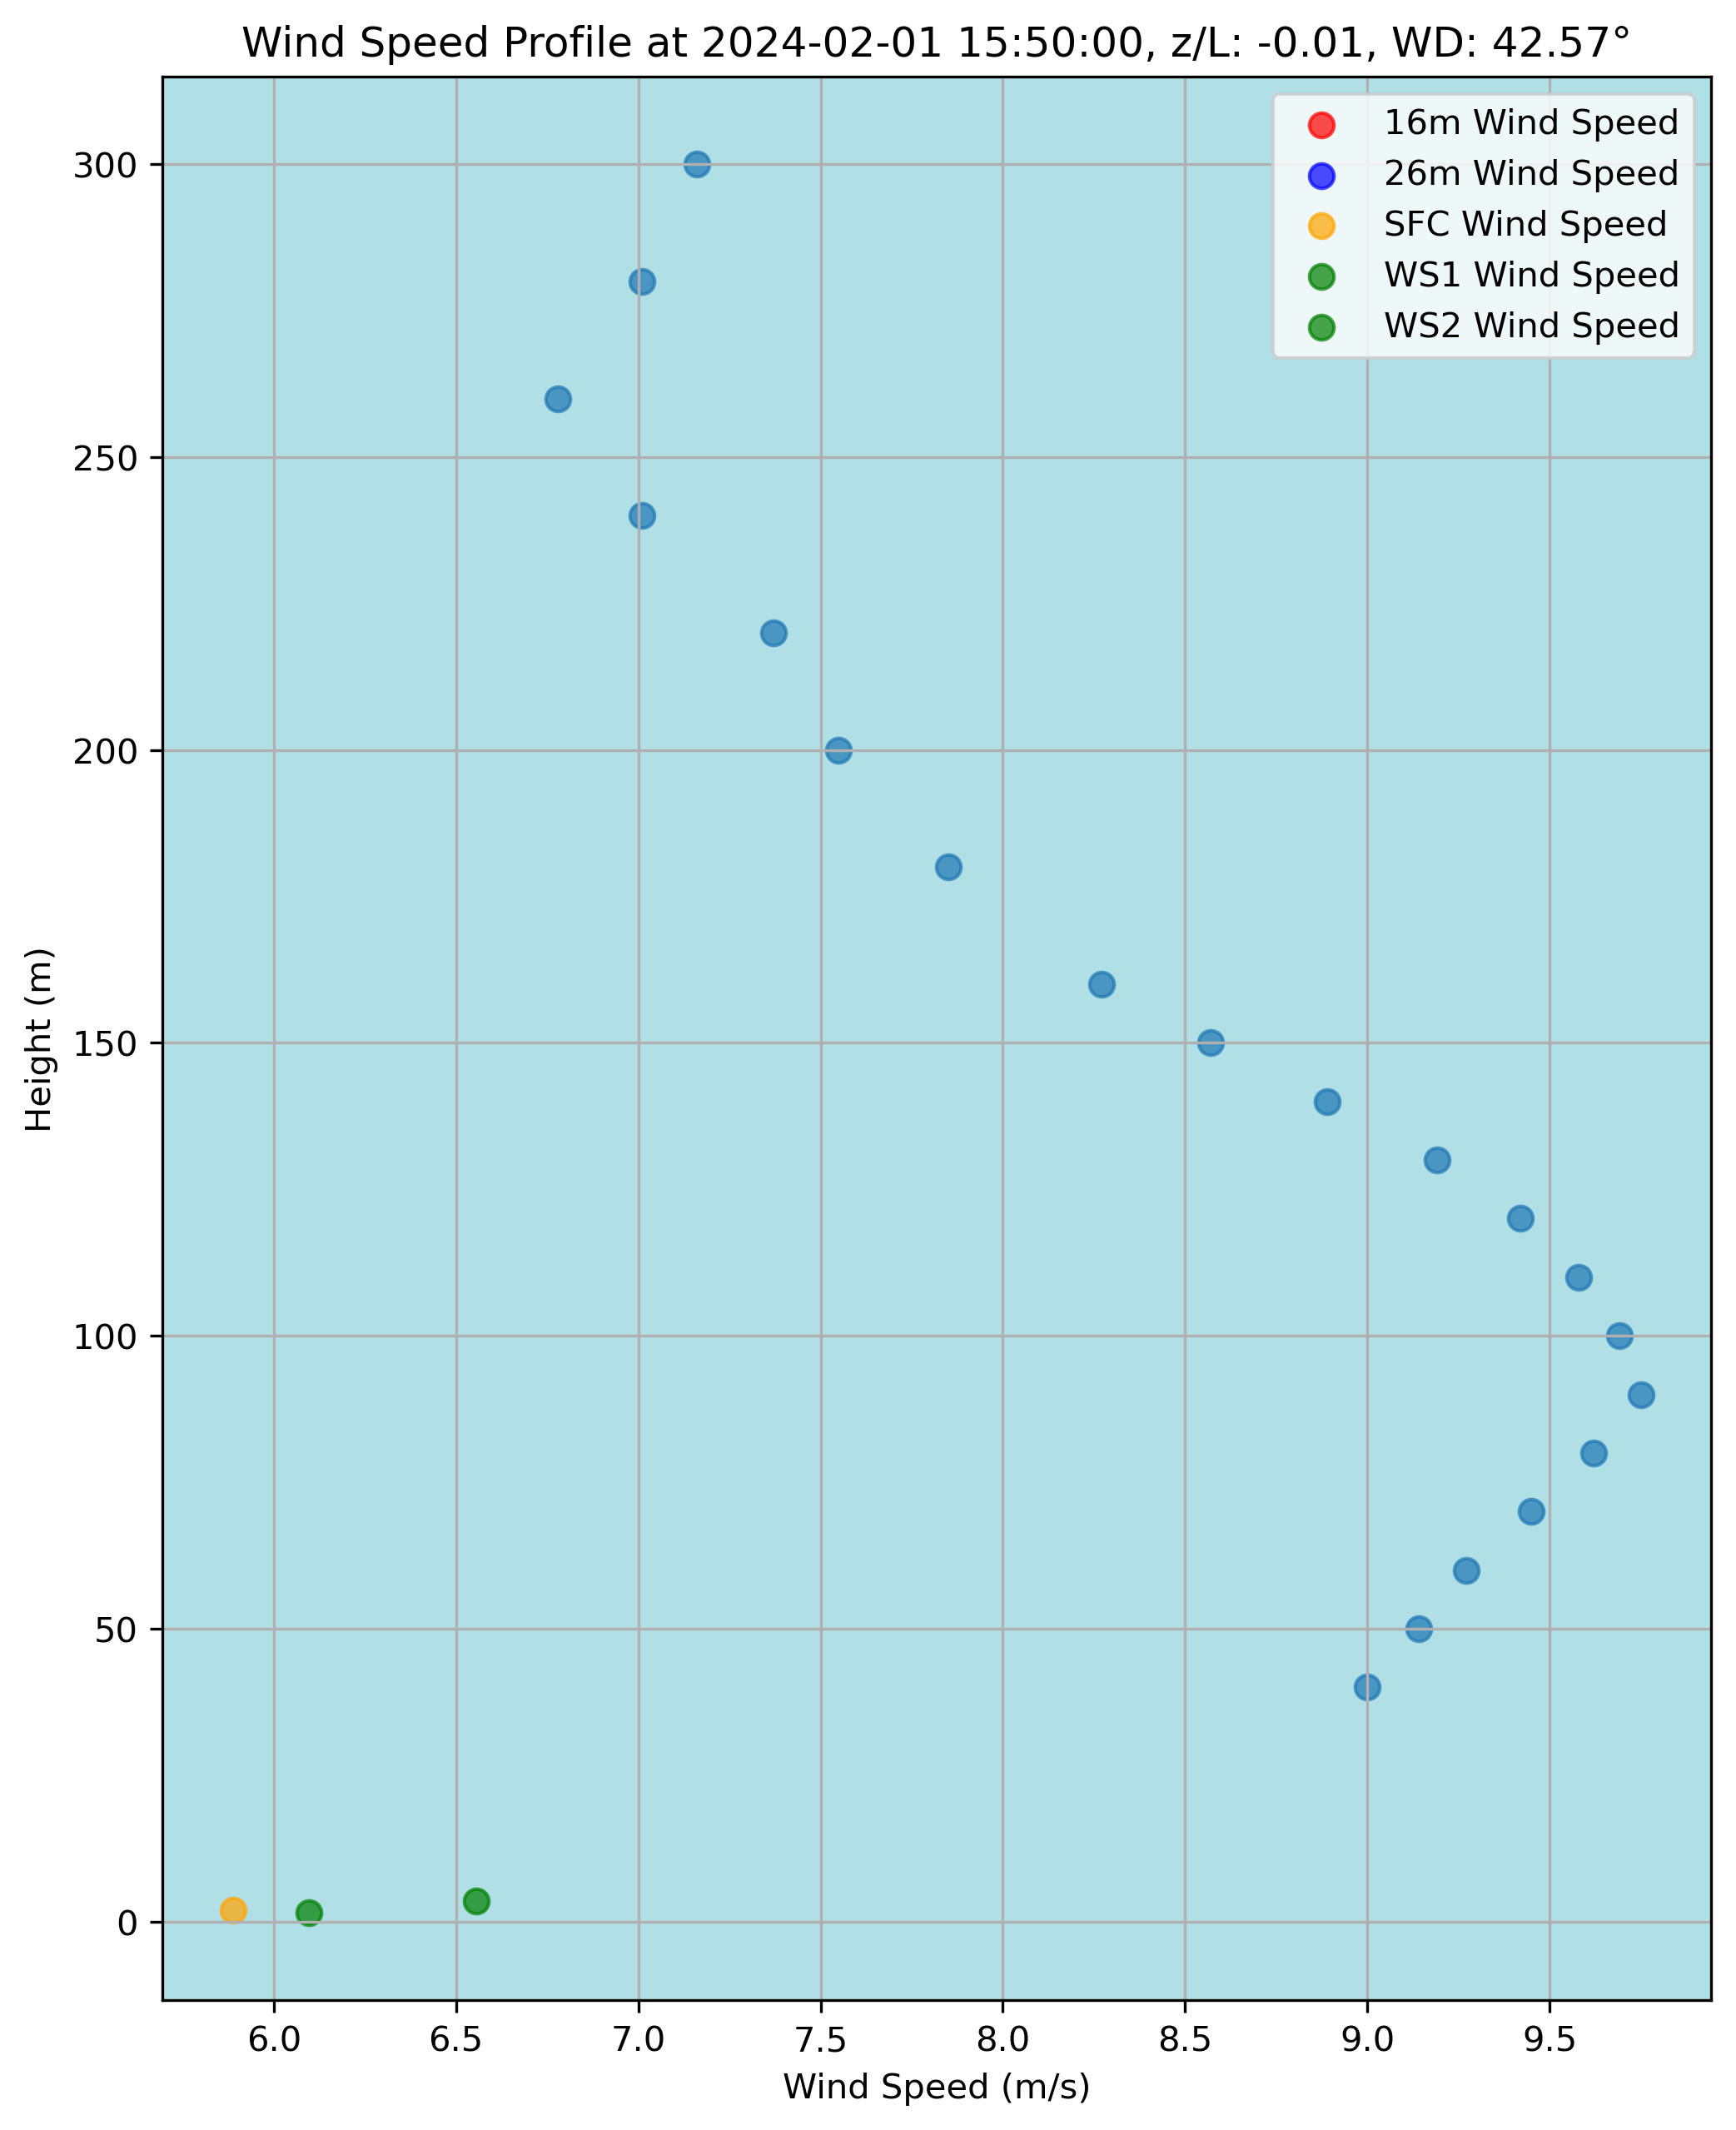 Wind Speed Profile at 2024-02-01 15:50:00, z/L: -0.01, WD: 42.57°
16m Wind Speed
26m Wind Speed
SFC Wind Speed
WS1 Wind Speed
WS2 Wind Speed
300
250
200
150
100
50
0
Height (m)
6.0 6.5 7.0 7.5 8.0 8.5 9.0 9.5
Wind Speed (m/s)